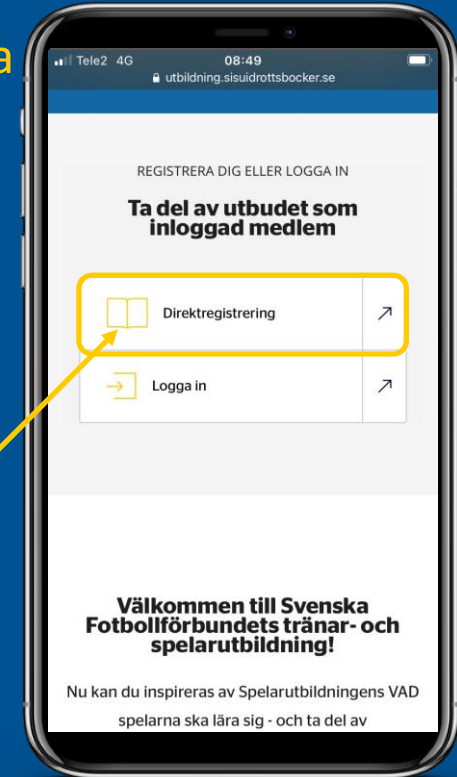 a
Tele2 4G 08:49
utbildning.sisuidrottsbocker.se
REGISTRERA DIG ELLER LOGGA IN
Ta del av utbudet som
inloggad medlem
Direktregistrering
Logga in
Välkommen till Svenska
Fotbollförbundets tränar- och
spelarutbildning!
Nu kan du inspireras av Spelarutbildningens VAD
spelarna ska lära sig - och ta del av